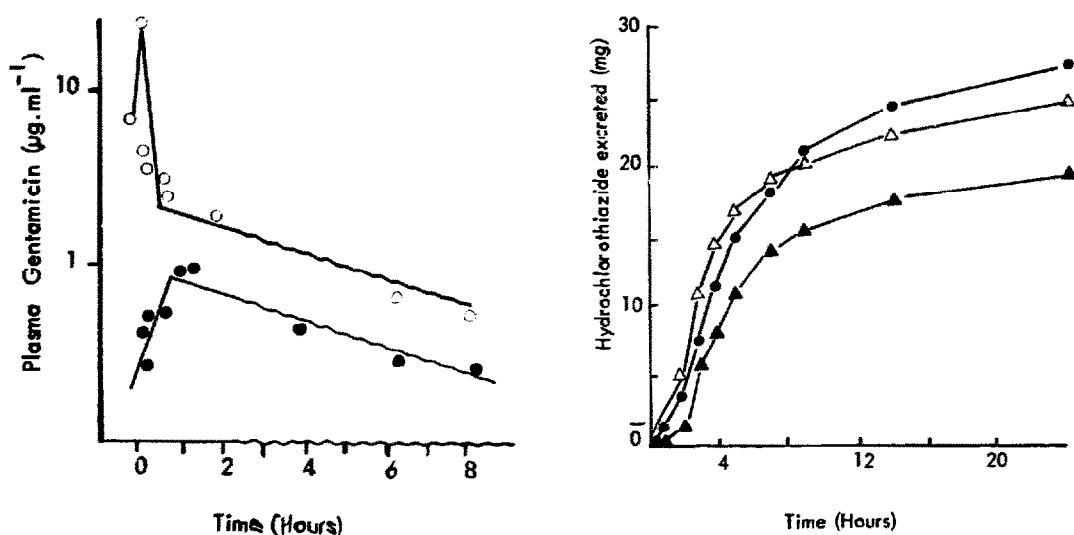 Plasma Gentamicin (µg.ml⁻¹)
10
1
0 2 4 6 8
Time (Hours)
Hydrochlorothiazide excreted (mg)
30
20
10
0
4 12 20
Time (Hours)